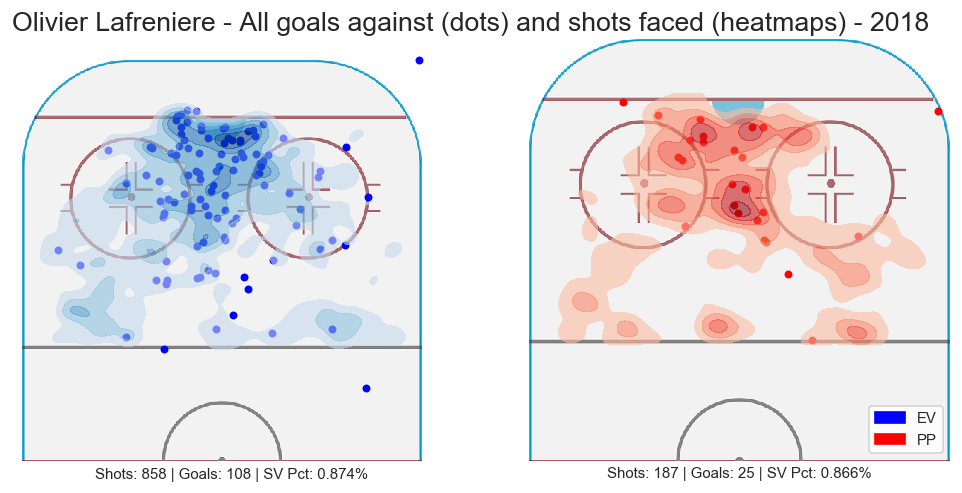 Olivier Lafreniere - All goals against (dots) and shots faced (heatmaps) - 2018
EV
PP
Shots: 858 | Goals: 108 | SV Pct: 0.874%
Shots: 187 | Goals: 25 | SV Pct: 0.866%